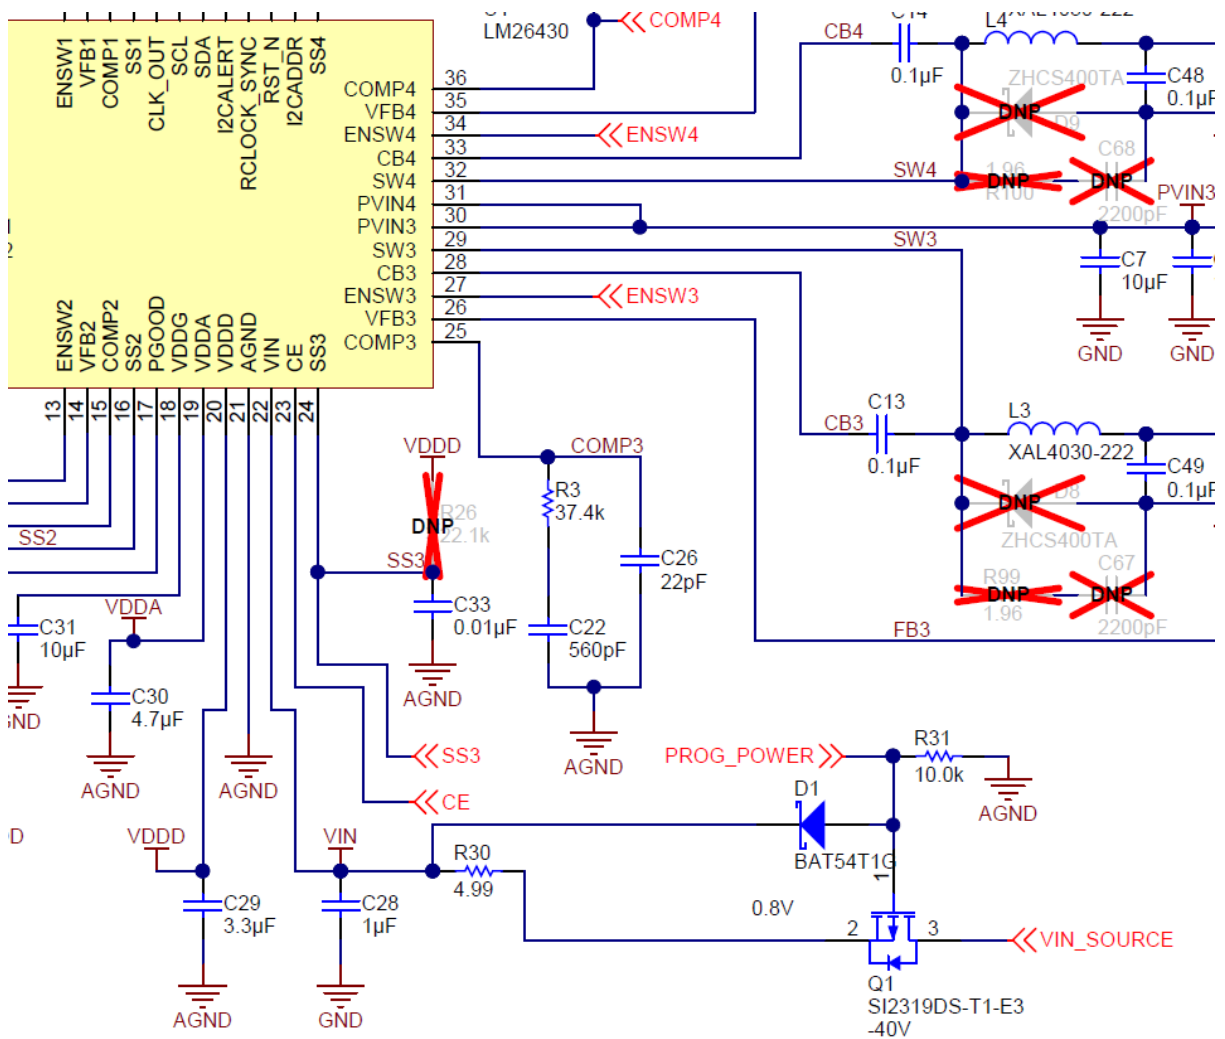 LM26430
COMP4
CB4
C14
0.1µF
L4
XAL4030-222
ZHCS400TA
DNP
D9
C48
0.1µF
ENSW1
VFB1
COMP1
SS1
CLK_OUT
SCL
SDA
I2CALERT
RCLOCK_SYNC
RST_N
I2CADDR
SS4
COMP4
36
VFB4
35
ENSW4
34
ENSW4
CB4
33
SW4
32
SW4
PVIN4
31
PVIN3
30
SW3
29
SW3
CB3
28
ENSW3
27
ENSW3
VFB3
26
COMP3
25
1.96
DNP
R100
C68
DNP
2200pF
PVIN3
C7
10µF
GND
GND
ENSW2
VFB2
COMP2
SS2
PGOOD
VDDG
VDDA
VDDD
AGND
VIN
CE
SS3
13
14
15
16
17
18
19
20
21
22
23
24
VDDD
R26
DNP
22.1k
SS3
C33
0.01µF
AGND
COMP3
R3
37.4k
C26
22pF
C22
560pF
AGND
CB3
C13
0.1µF
L3
XAL4030-222
C49
0.1µF
DNP
D8
ZHCS400TA
R99
DNP
1.96
C67
DNP
2200pF
FB3
SS2
C31
10µF
GND
VDDA
C30
4.7µF
AGND
AGND
SS3
CE
PROG_POWER
R31
10.0k
AGND
D1
BAT54T1G
VDDD
C29
3.3µF
AGND
VIN
C28
1µF
GND
R30
4.99
0.8V
1
2
3
VIN_SOURCE
Q1
SI2319DS-T1-E3
-40V